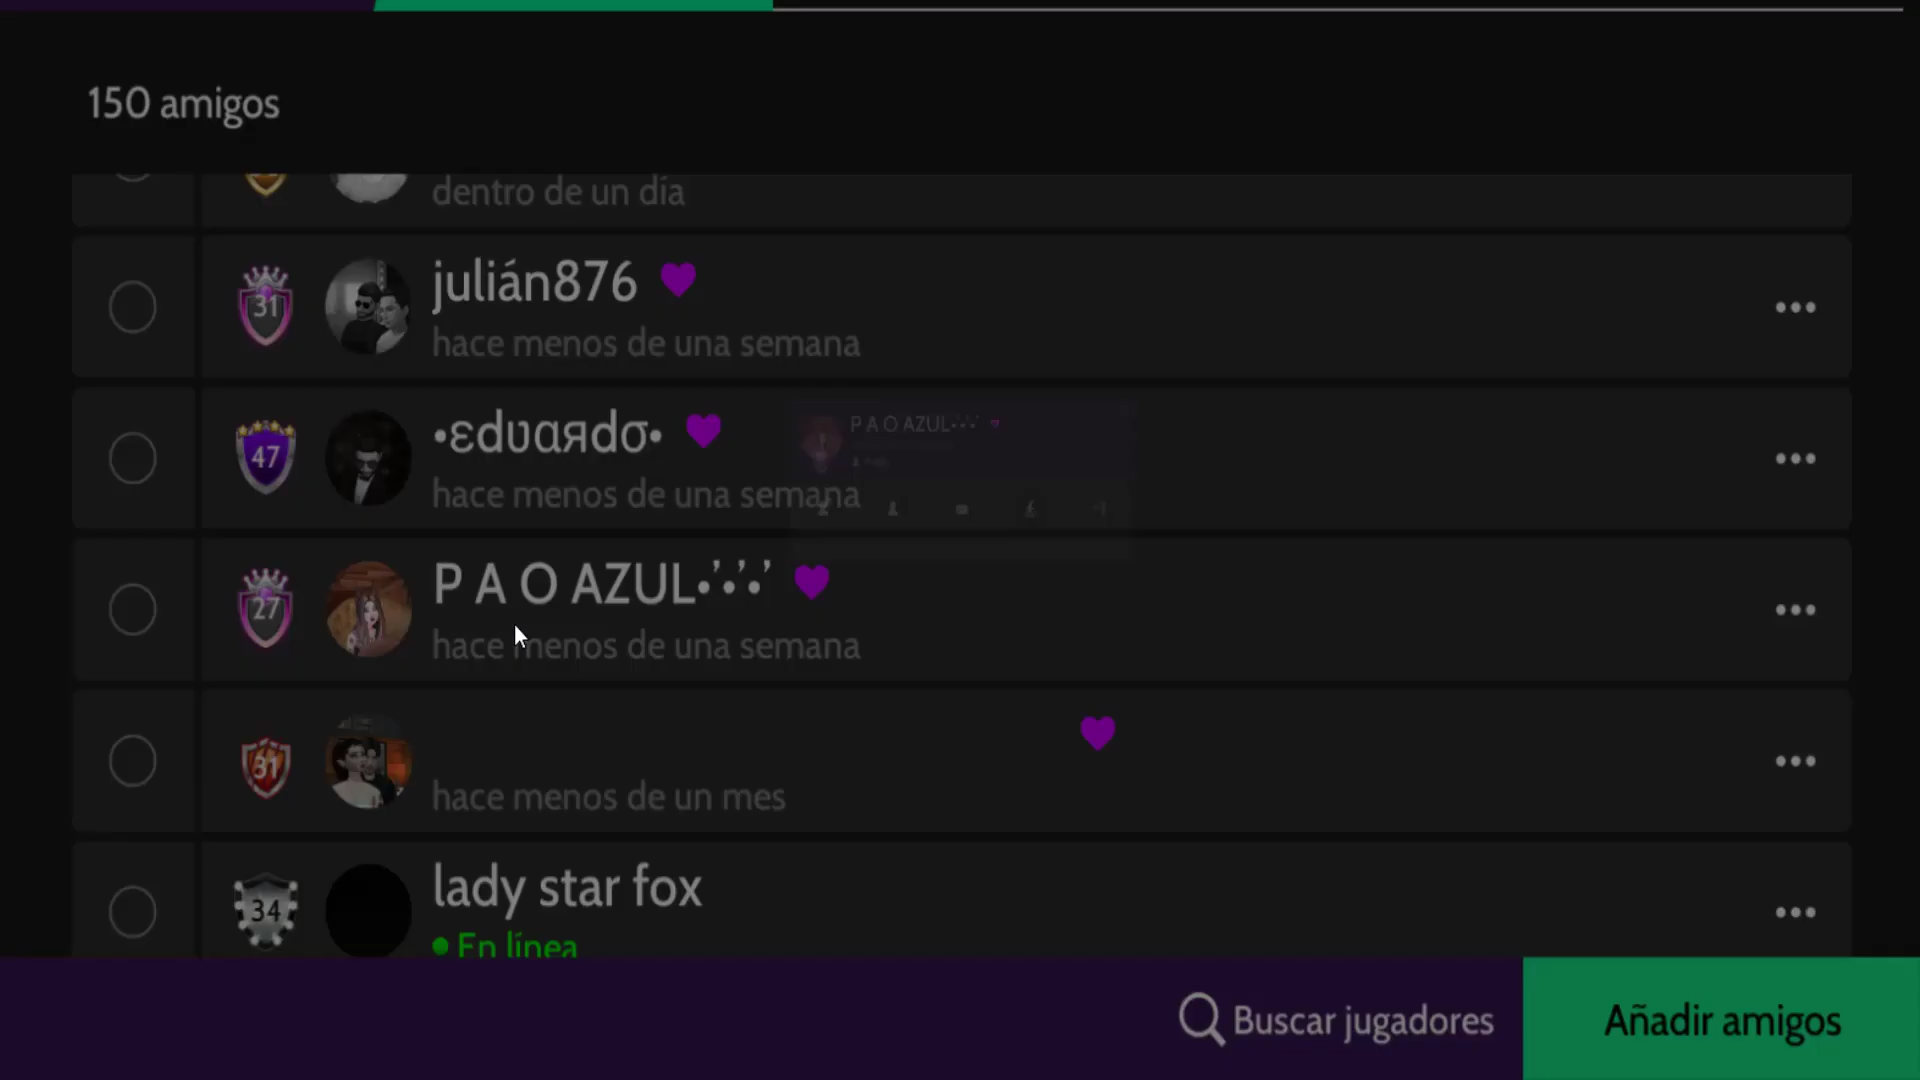 150 amigos
dentro de un día
31
julián876
hace menos de una semana
47
•εdυαяdσ•
hace menos de una semana
P A O AZUL•’•’•’
27
P A O AZUL•’•’•’
hace menos de una semana
31
hace menos de un mes
34
lady star fox
En línea
Buscar jugadores
Añadir amigos